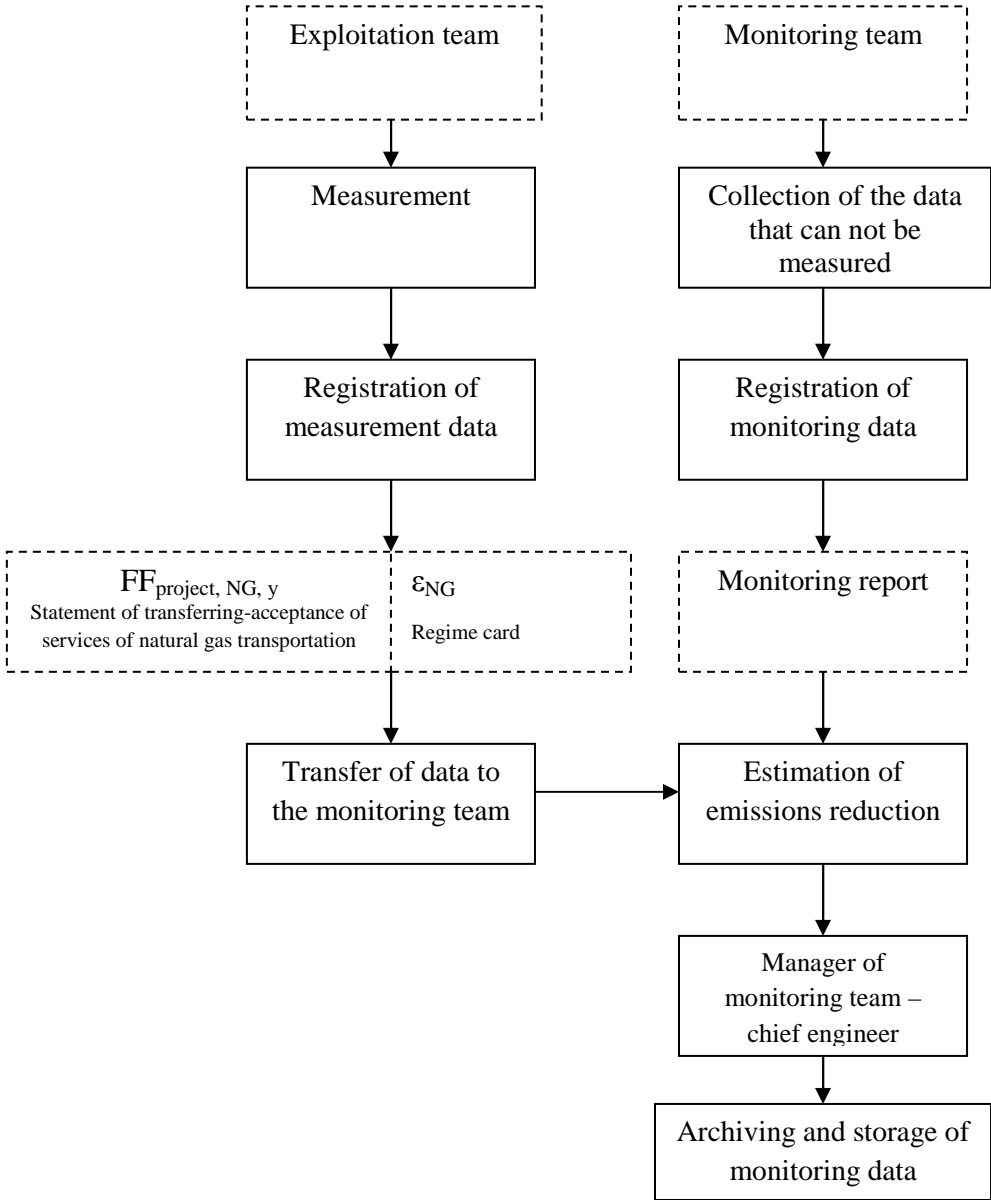 Exploitation team
Monitoring team
Measurement
Collection of the data
that can not be
measured
Registration of
measurement data
Registration of
monitoring data
FFproject, NG, y
Statement of transferring-acceptance of
services of natural gas transportation
εNG
Regime card
Monitoring report
Transfer of data to
the monitoring team
Estimation of
emissions reduction
Manager of
monitoring team –
chief engineer
Archiving and storage of
monitoring data